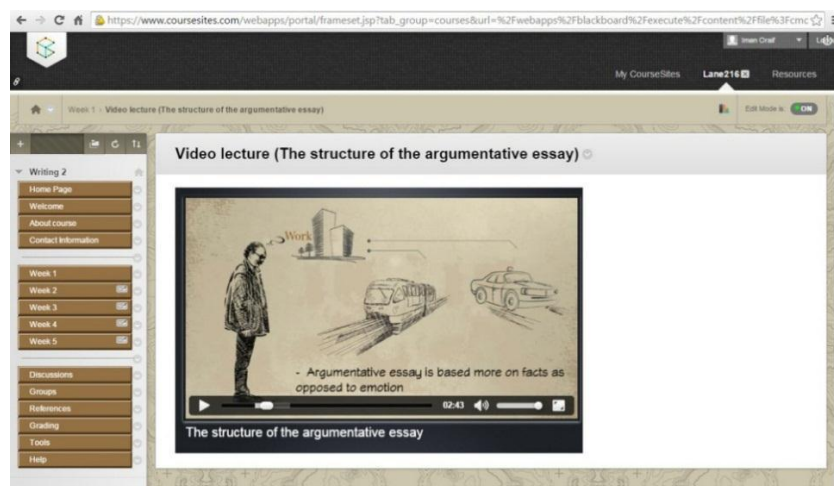 https://www.coursesites.com/webapps/portal/frameset.jsp?tab_group=courses&url=%2Fwebapps%2Fblackboard%2Fexecute%2Fcontent%2Ffile%3Fcmc
Iman Oraif
My CourseSites
Lane216
Resources
Week 1
Video lecture (The structure of the argumentative essay)
Edit Mode is:
ON
Writing 2
Home Page
Welcome
About course
Contact Information
Week 1
Week 2
Week 3
Week 4
Week 5
Discussions
Groups
References
Grading
Tools
Help
Video lecture (The structure of the argumentative essay)
Work
- Argumentative essay is based more on facts as
opposed to emotion
02:43
The structure of the argumentative essay